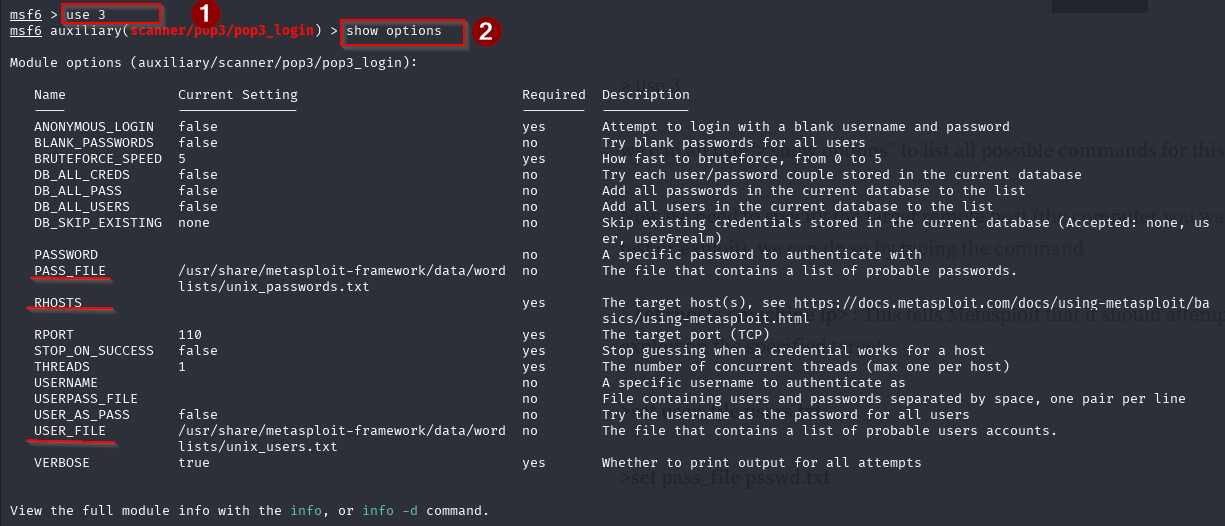 msf6 > use 3 1
msf6 auxiliary(scanner/pop3/pop3_login) > show options 2
Module options (auxiliary/scanner/pop3/pop3_login):
Name Current Setting Required Description
ANONYMOUS_LOGIN false yes Attempt to login with a blank username and password
BLANK_PASSWORDS false no Try blank passwords for all users
BRUTEFORCE_SPEED 5 yes How fast to bruteforce, from 0 to 5
DB_ALL_CREDS false no Try each user/password couple stored in the current database
DB_ALL_PASS false no Add all passwords in the current database to the list
DB_ALL_USERS false no Add all users in the current database to the list
DB_SKIP_EXISTING none no Skip existing credentials stored in the current database (Accepted: none, us
er, user&realm)
PASSWORD no A specific password to authenticate with
PASS_FILE /usr/share/metasploit-framework/data/word no The file that contains a list of probable passwords.
lists/unix_passwords.txt
RHOSTS yes The target host(s), see https://docs.metasploit.com/docs/using-metasploit/ba
sics/using-metasploit.html
RPORT 110 yes The target port (TCP)
STOP_ON_SUCCESS false yes Stop guessing when a credential works for a host
THREADS 1 yes The number of concurrent threads (max one per host)
USERNAME no A specific username to authenticate as
USERPASS_FILE no File containing users and passwords separated by space, one pair per line
USER_AS_PASS false no Try the username as the password for all users
USER_FILE /usr/share/metasploit-framework/data/word no The file that contains a list of probable users accounts.
lists/unix_users.txt
VERBOSE true yes Whether to print output for all attempts
>set pass_file psswd.txt
View the full module info with the info, or info -d command.